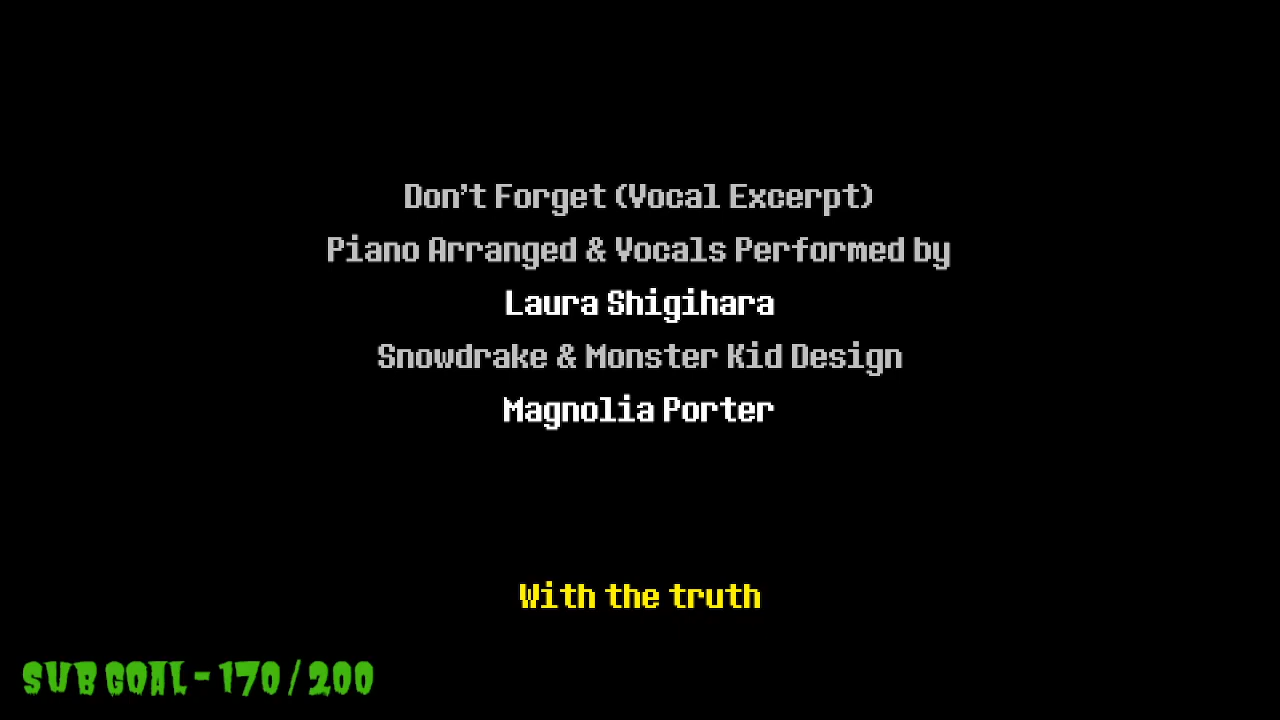 Don't Forget (Vocal Excerpt)
Piano Arranged & Vocals Performed by
Laura Shigihara
Snowdrake & Monster Kid Design
Magnolia Porter
With the truth
SUB GOAL - 170 / 200